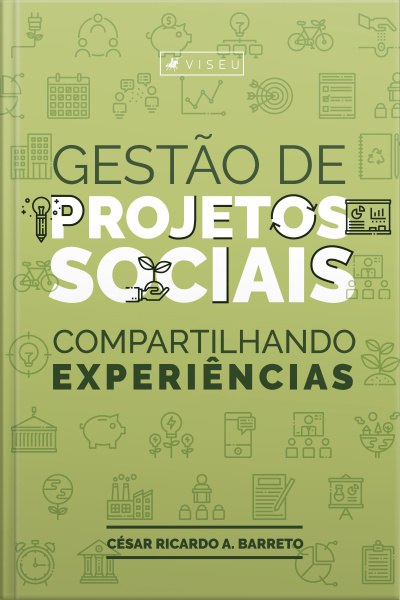 VISEU
GESTÃO DE
PROJETOS
SOCIAIS
COMPARTILHANDO
EXPERIÊNCIAS
CÉSAR RICARDO A. BARRETO